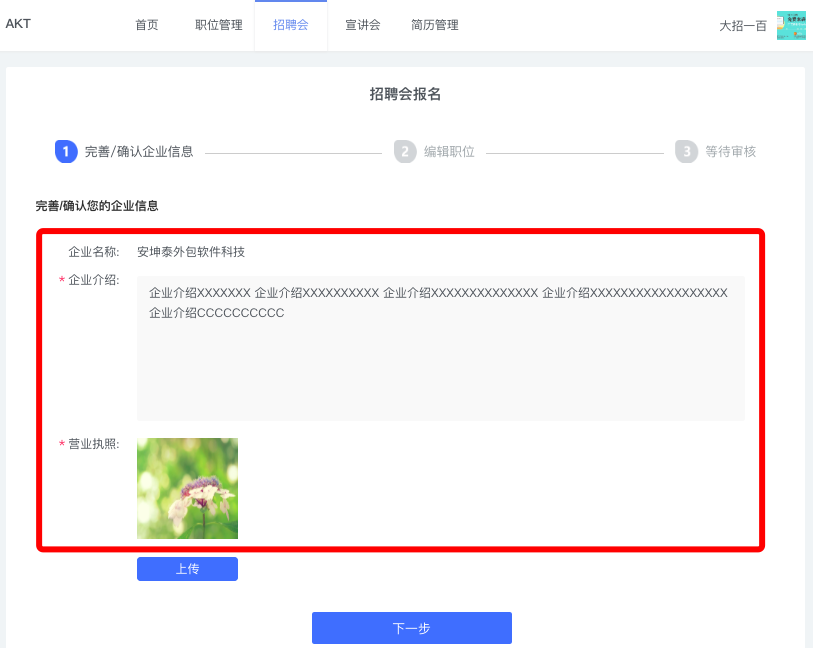 AKT
首页 职位管理 招聘会 宣讲会 简历管理
大招一百
招聘会报名
1 完善/确认企业信息 2 编辑职位 3 等待审核
完善/确认您的企业信息
企业名称: 安坤泰外包软件科技
* 企业介绍:
企业介绍XXXXXXX 企业介绍XXXXXXXXXX 企业介绍XXXXXXXXXXXXXX 企业介绍XXXXXXXXXXXXXXXXXX
企业介绍CCCCCCCCCC
* 营业执照:
上传
下一步